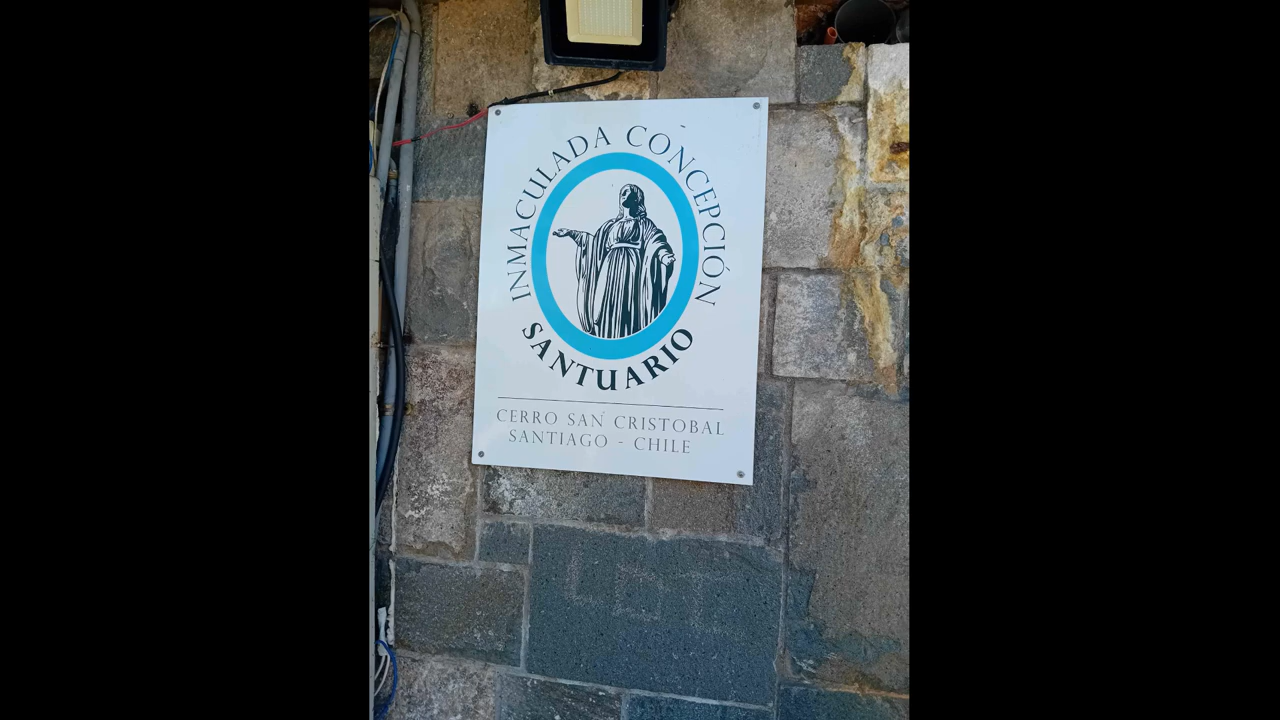 INMACULADA CONCEPCIÓN
SANTUARIO
CERRO SAN CRISTOBAL
SANTIAGO - CHILE